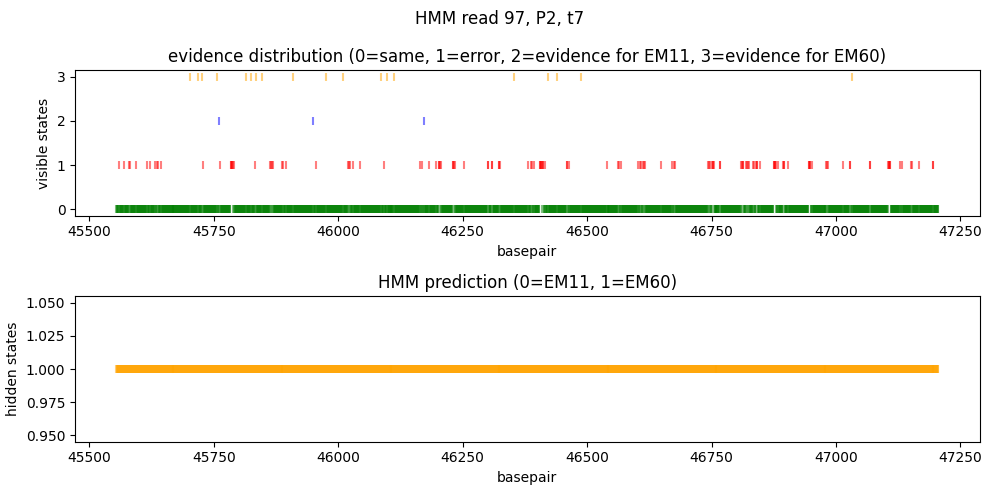 HMM read 97, P2, t7
evidence distribution (0=same, 1=error, 2=evidence for EM11, 3=evidence for EM60)
3
2
1
0
visible states
45500 45750 46000 46250 46500 46750 47000 47250
basepair
HMM prediction (0=EM11, 1=EM60)
1.050
1.025
1.000
0.975
0.950
hidden states
45500 45750 46000 46250 46500 46750 47000 47250
basepair